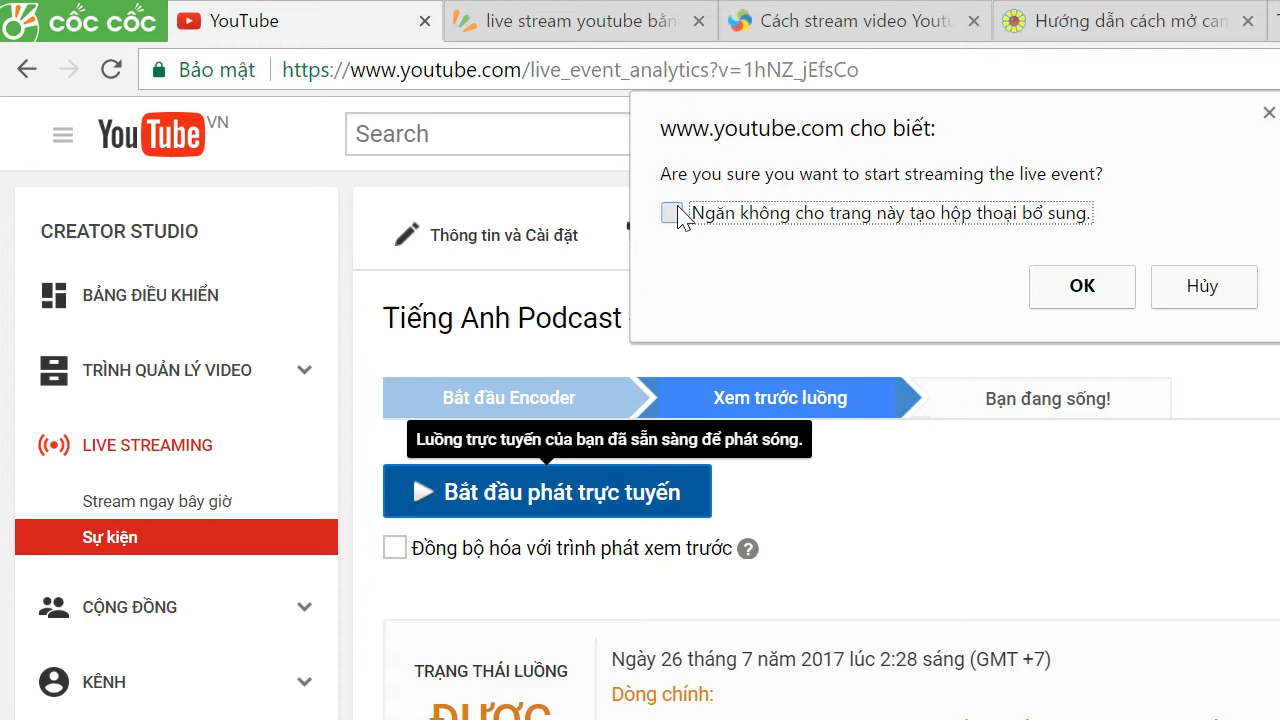 cốc cốc
YouTube
live stream youtube bằn
Cách stream video Yout
Hướng dẫn cách mở can
Bảo mật
https://www.youtube.com/live_event_analytics?v=1hNZ_jEfsCo
YouTube VN
Search
www.youtube.com cho biết:
Are you sure you want to start streaming the live event?
Ngăn không cho trang này tạo hộp thoại bổ sung.
OK
Hủy
CREATOR STUDIO
BẢNG ĐIỀU KHIỂN
TRÌNH QUẢN LÝ VIDEO
LIVE STREAMING
Stream ngay bây giờ
Sự kiện
CỘNG ĐỒNG
KÊNH
Thông tin và Cài đặt
Tiếng Anh Podcast
Bắt đầu Encoder
Xem trước luồng
Bạn đang sống!
Luồng trực tuyến của bạn đã sẵn sàng để phát sóng.
Bắt đầu phát trực tuyến
Đồng bộ hóa với trình phát xem trước ?
TRẠNG THÁI LUỒNG
ĐƯỢC
Ngày 26 tháng 7 năm 2017 lúc 2:28 sáng (GMT +7)
Dòng chính: